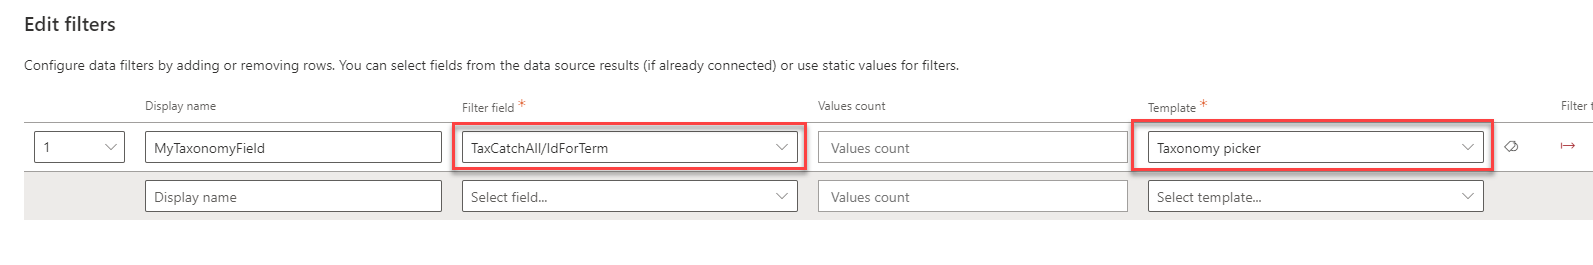 Edit filters
Configure data filters by adding or removing rows. You can select fields from the data source results (if already connected) or use static values for filters.
Display name Filter field * Values count Template * Filter t
1 MyTaxonomyField TaxCatchAll/IdForTerm Values count Taxonomy picker
Display name Select field... Values count Select template...